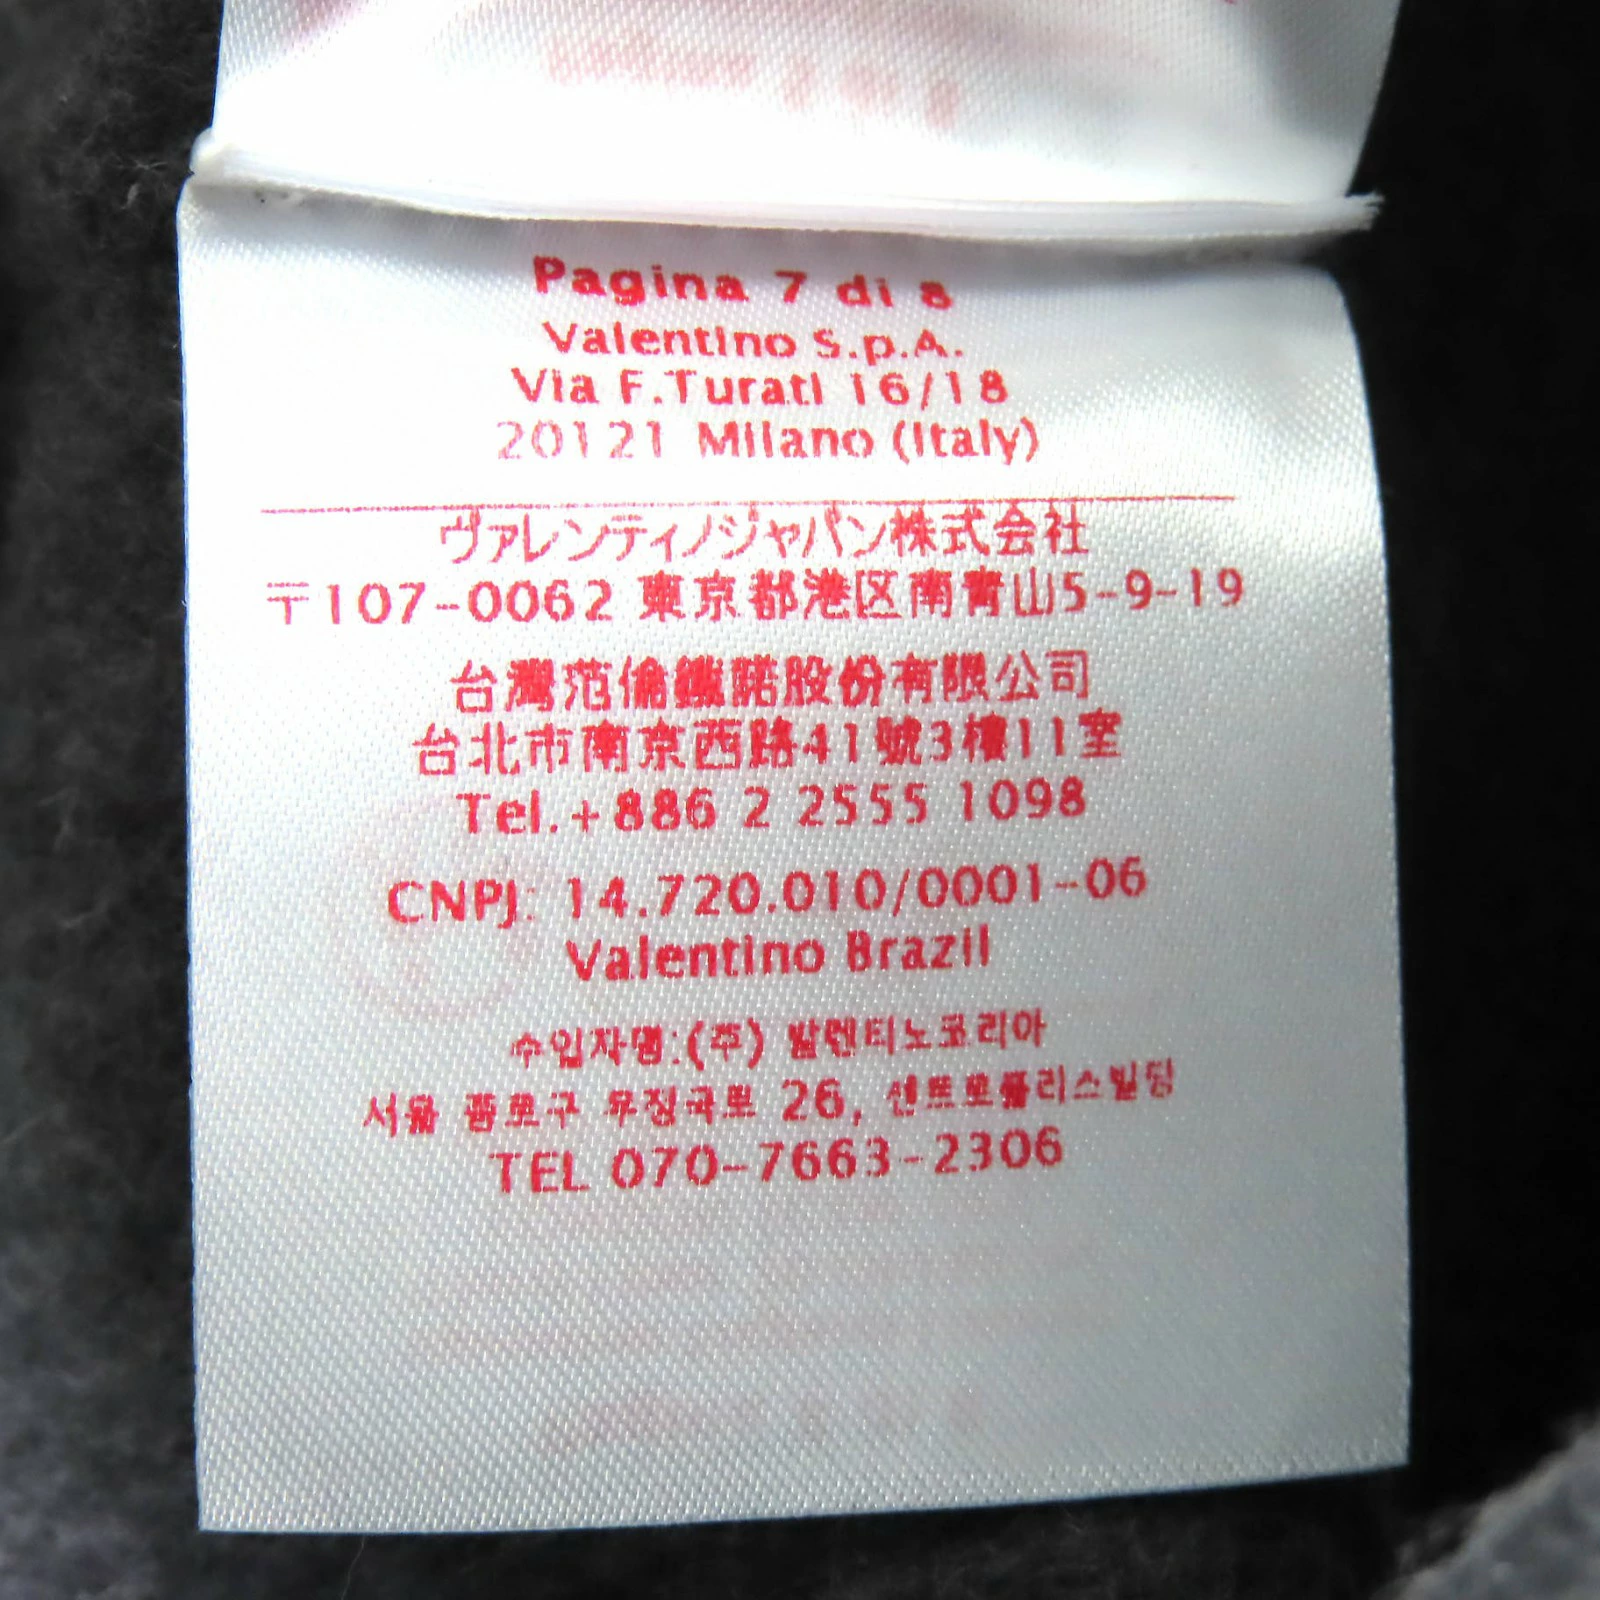 Pagina 7 di 8
Valentino S.p.A.
Via F.Turati 16/18
20121 Milano (Italy)
ヴァレンティノジャパン株式会社
〒107-0062 東京都港区南青山5-9-19
台灣范倫鐵諾股份有限公司
台北市南京西路41號3樓11室
Tel.+886 2 2555 1098
CNPJ: 14.720.010/0001-06
Valentino Brazil
수입자명:(주) 발렌티노코리아
서울 종로구 우정국로 26, 센트로폴리스빌딩
TEL 070-7663-2306